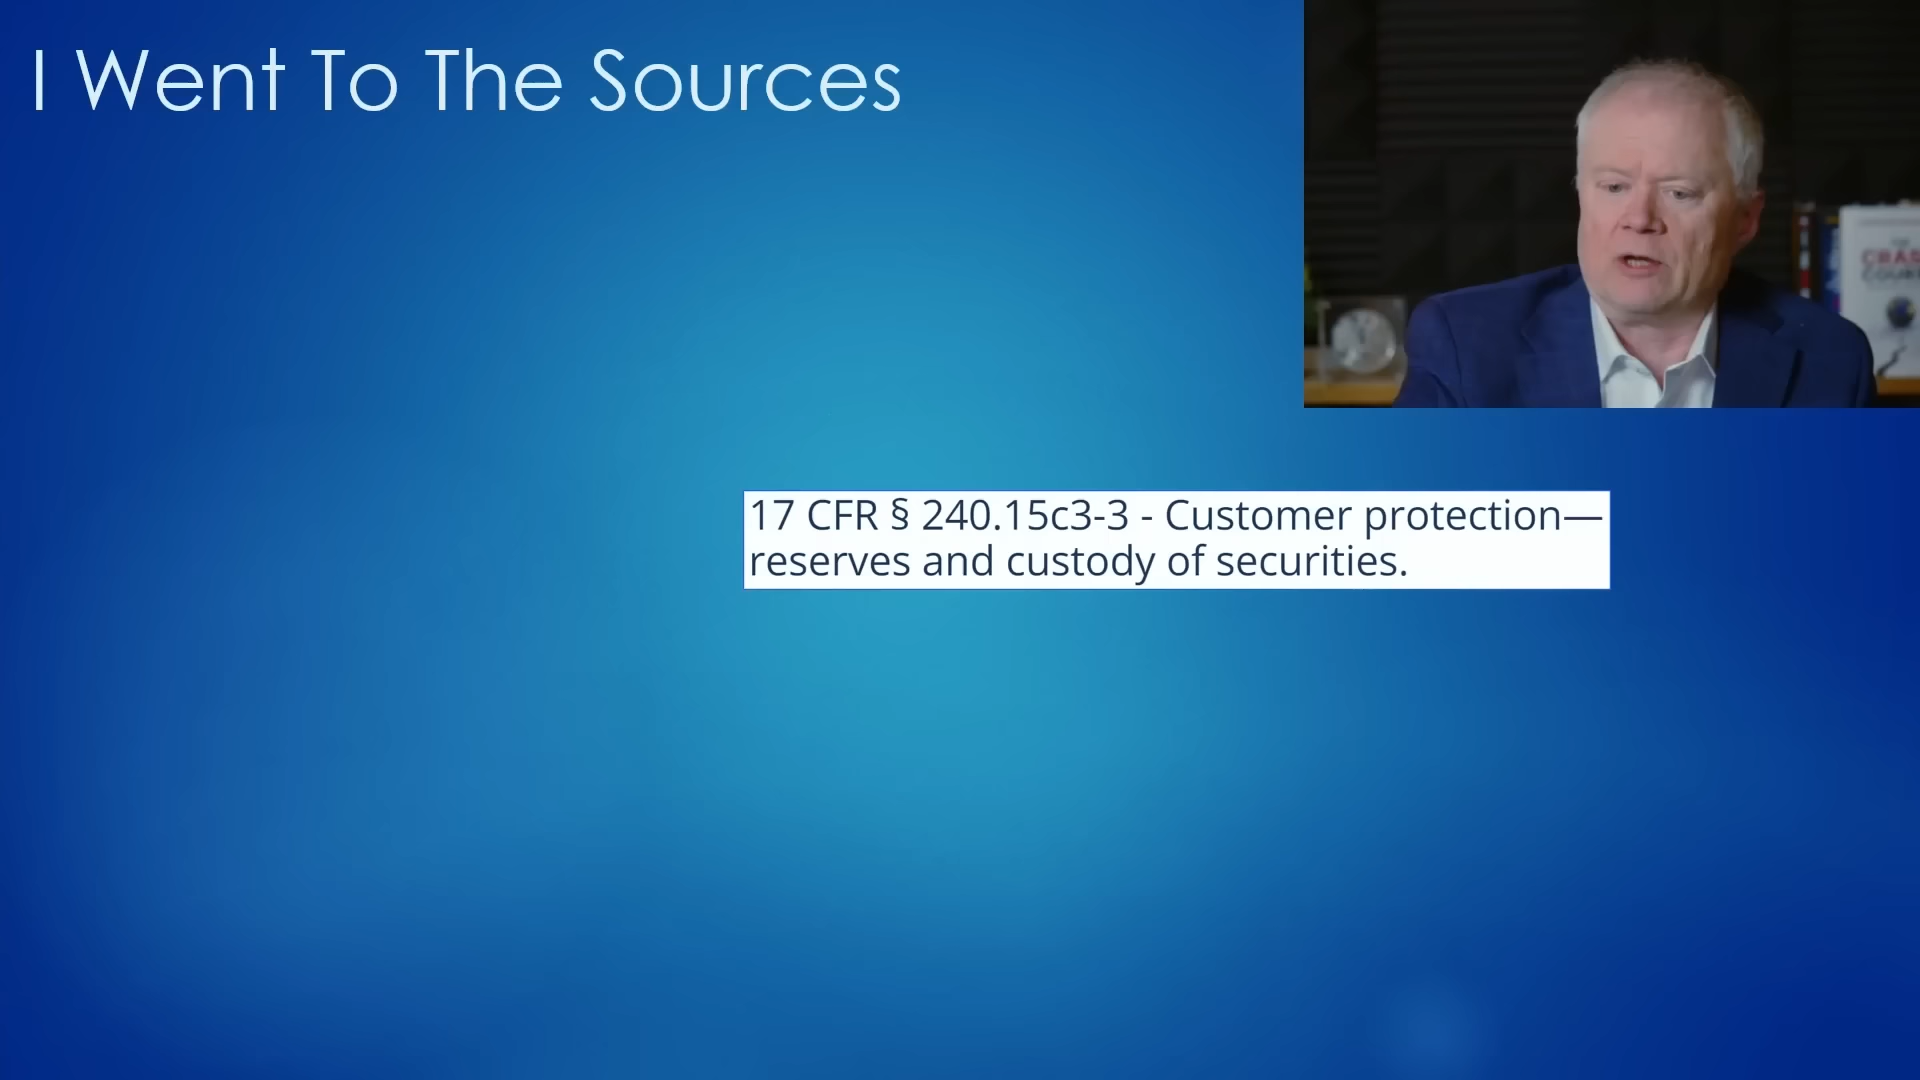 I Went To The Sources
17 CFR § 240.15c3-3 - Customer protection—
reserves and custody of securities.